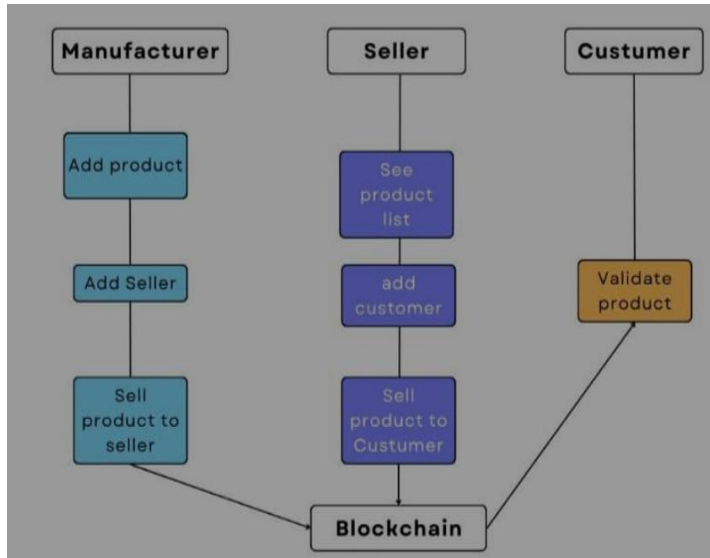 Manufacturer
Seller
Custumer
Add product
See
product
list
Add Seller
add
customer
Validate
product
Sell
product to
seller
Sell
product to
Custumer
Blockchain